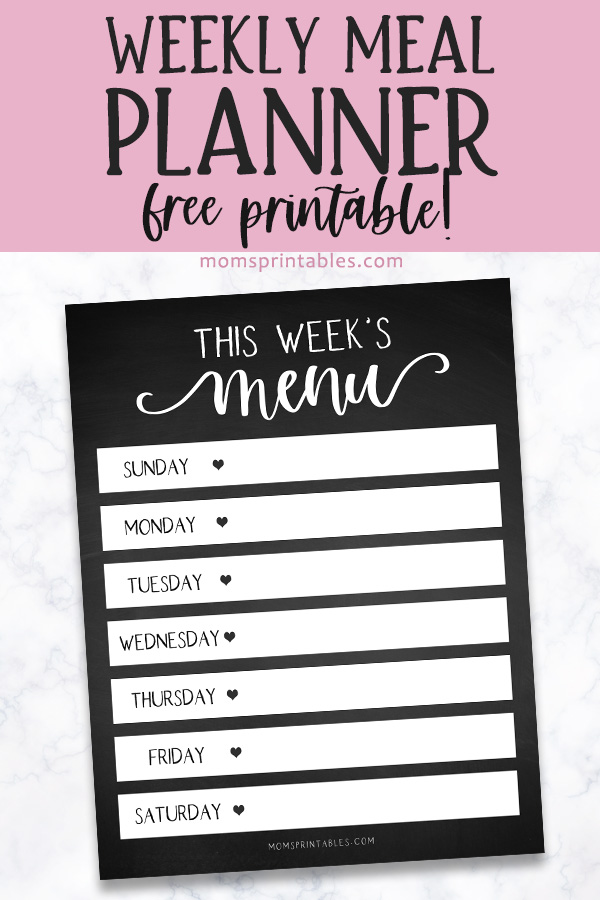 WEEKLY MEAL
PLANNER
free printable!
momsprintables.com
THIS WEEK'S
menu
SUNDAY
MONDAY
TUESDAY
WEDNESDAY
THURSDAY
FRIDAY
SATURDAY
MOMSPRINTABLES.COM